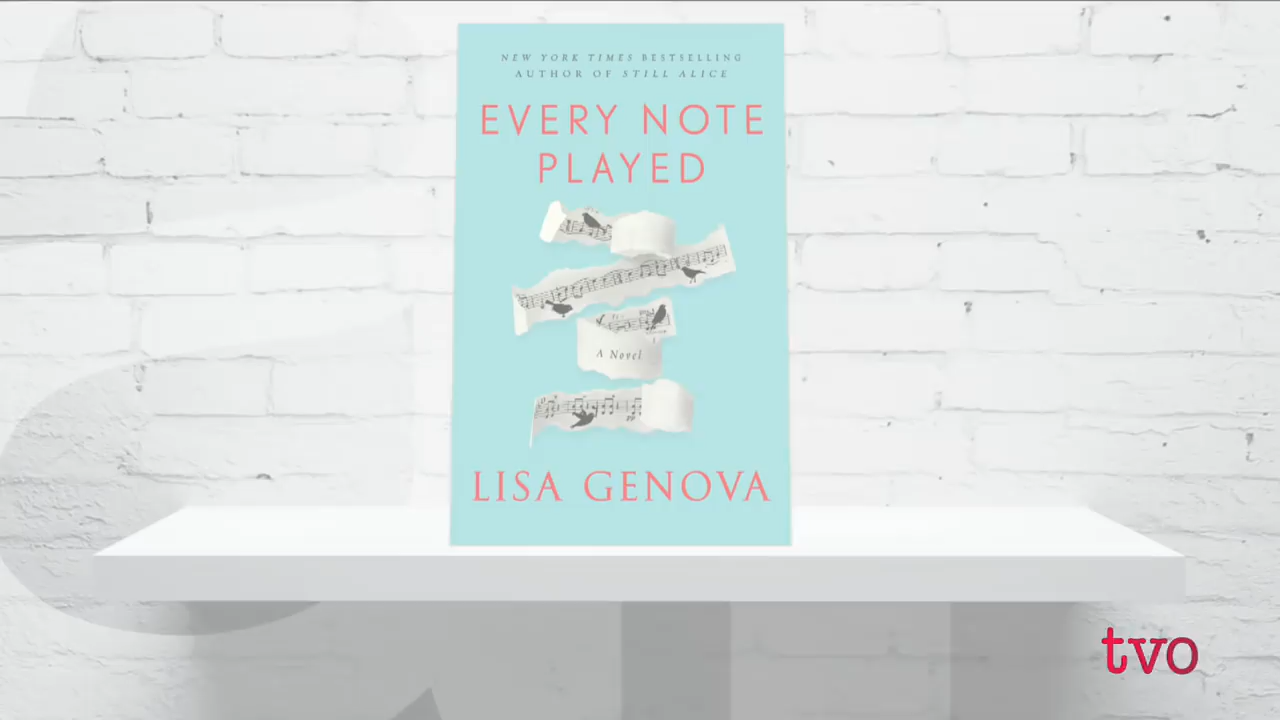 NEW YORK TIMES BESTSELLING
AUTHOR OF STILL ALICE
EVERY NOTE
PLAYED
A Novel
LISA GENOVA
tvo